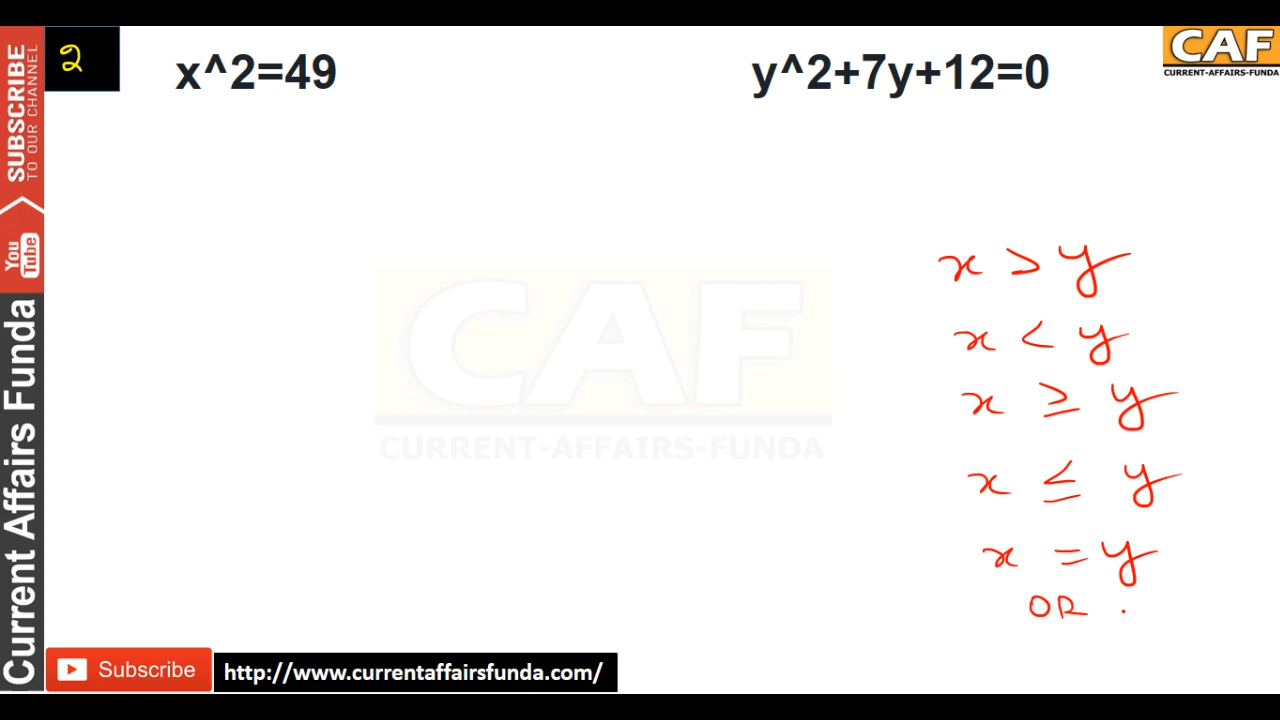 2
x^2=49
y^2+7y+12=0
CAF
CURRENT-AFFAIRS-FUNDA
SUBSCRIBE
TO OUR CHANNEL
You
Tube
Current Affairs Funda
CAF
CURRENT-AFFAIRS-FUNDA
x > y
x < y
x ≥ y
x ≤ y
x = y
OR .
Subscribe
http://www.currentaffairsfunda.com/